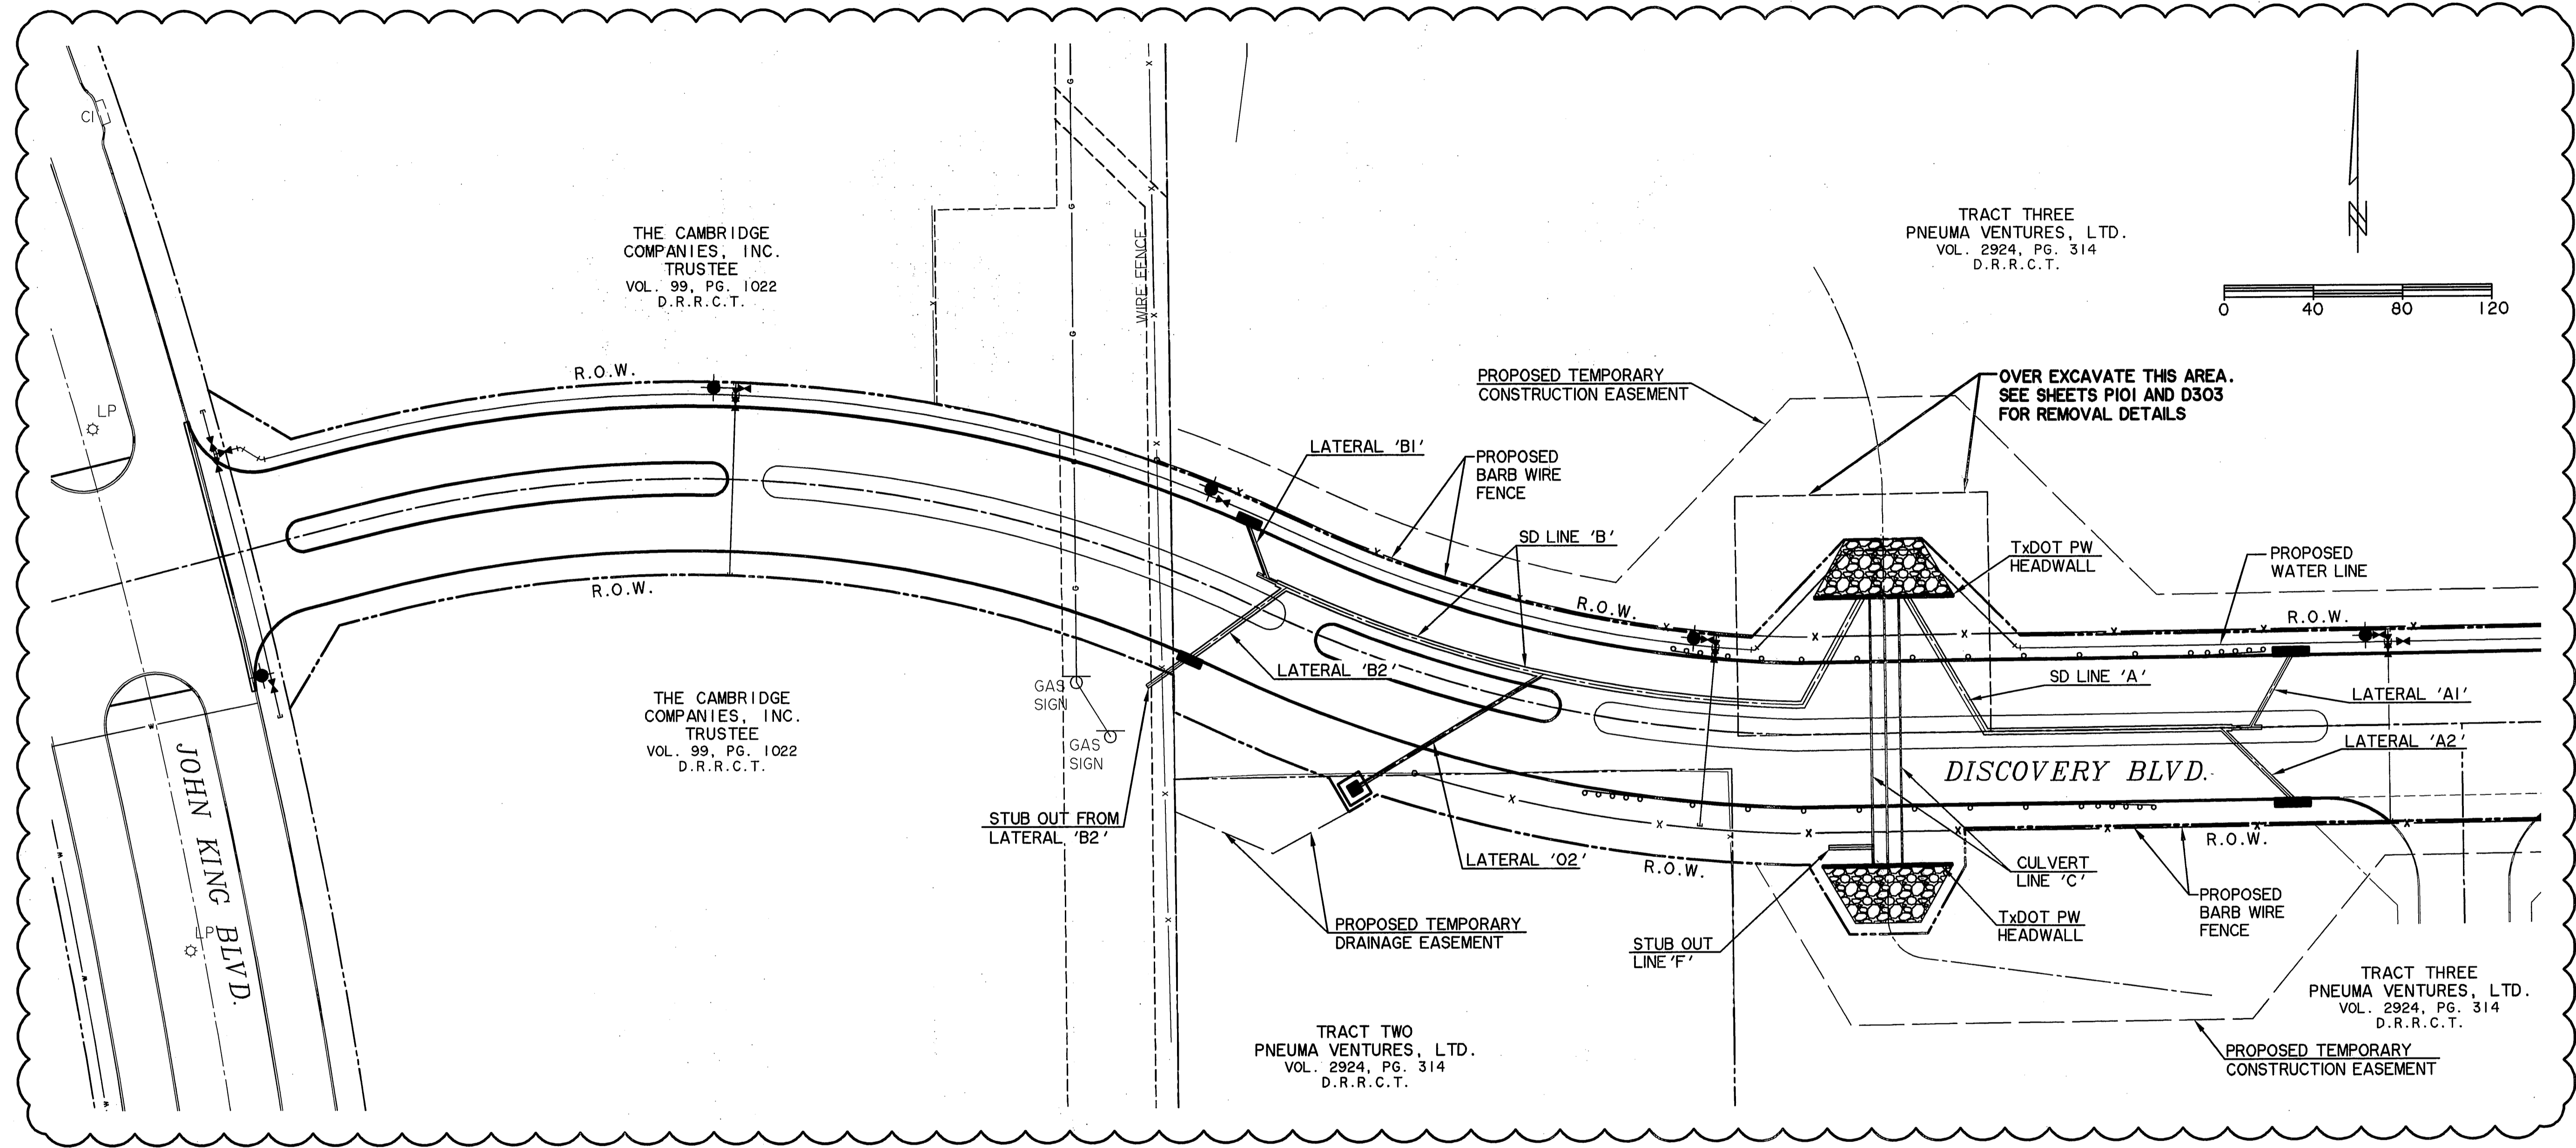 CI
LP
THE CAMBRIDGE
COMPANIES, INC.
TRUSTEE
VOL. 99, PG. 1022
D.R.R.C.T.
R.O.W.
WIRE FENCE
G
G
G
G
X
X
X
X
TRACT THREE
PNEUMA VENTURES, LTD.
VOL. 2924, PG. 314
D.R.R.C.T.
N
0 40 80 120
PROPOSED TEMPORARY
CONSTRUCTION EASEMENT
OVER EXCAVATE THIS AREA.
SEE SHEETS P101 AND D303
FOR REMOVAL DETAILS
LATERAL 'B1'
PROPOSED
BARB WIRE
FENCE
SD LINE 'B'
TxDOT PW
HEADWALL
PROPOSED
WATER LINE
R.O.W.
R.O.W.
R.O.W.
SD LINE 'A'
LATERAL 'A1'
LATERAL 'B2'
LATERAL 'A2'
GAS
SIGN
GAS
SIGN
THE CAMBRIDGE
COMPANIES, INC.
TRUSTEE
VOL. 99, PG. 1022
D.R.R.C.T.
DISCOVERY BLVD.
JOHN KING BLVD.
LP
STUB OUT FROM
LATERAL 'B2'
LATERAL 'O2'
R.O.W.
R.O.W.
CULVERT
LINE 'C'
PROPOSED
BARB WIRE
FENCE
PROPOSED TEMPORARY
DRAINAGE EASEMENT
STUB OUT
LINE 'F'
TxDOT PW
HEADWALL
TRACT TWO
PNEUMA VENTURES, LTD.
VOL. 2924, PG. 314
D.R.R.C.T.
TRACT THREE
PNEUMA VENTURES, LTD.
VOL. 2924, PG. 314
D.R.R.C.T.
PROPOSED TEMPORARY
CONSTRUCTION EASEMENT